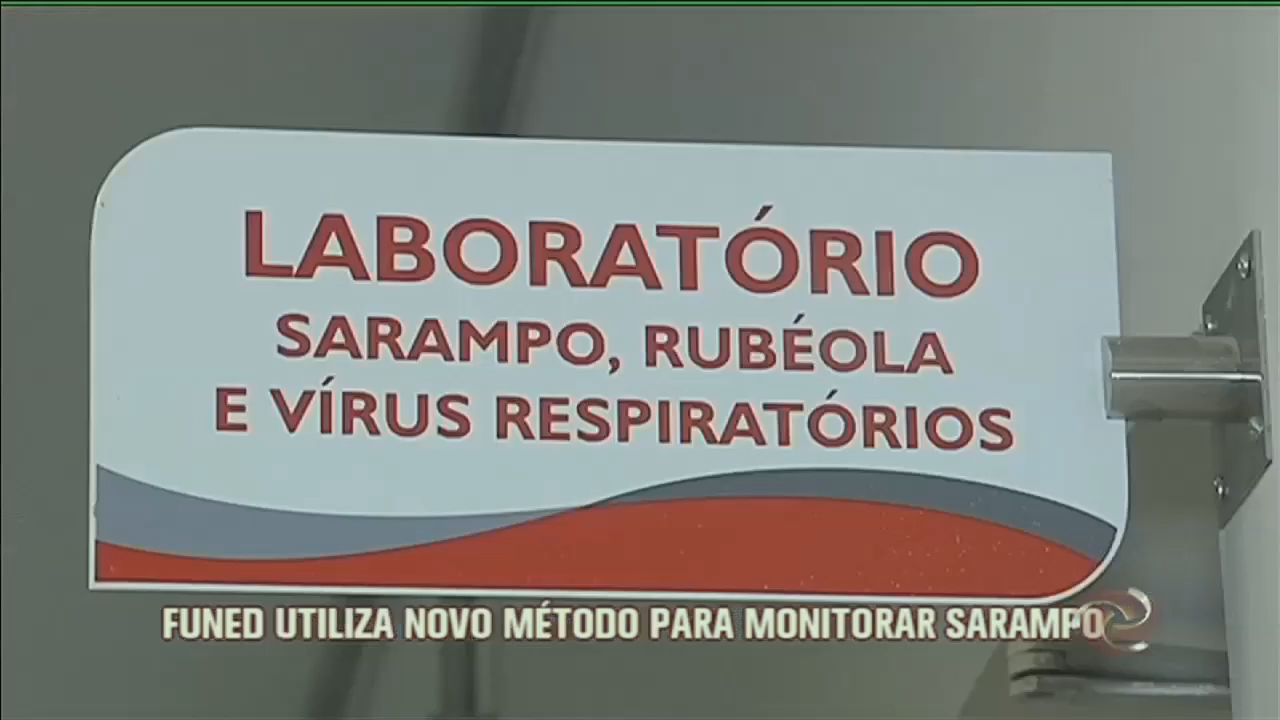 LABORATÓRIO
SARAMPO, RUBÉOLA
E VÍRUS RESPIRATÓRIOS
FUNED UTILIZA NOVO MÉTODO PARA MONITORAR SARAMPO